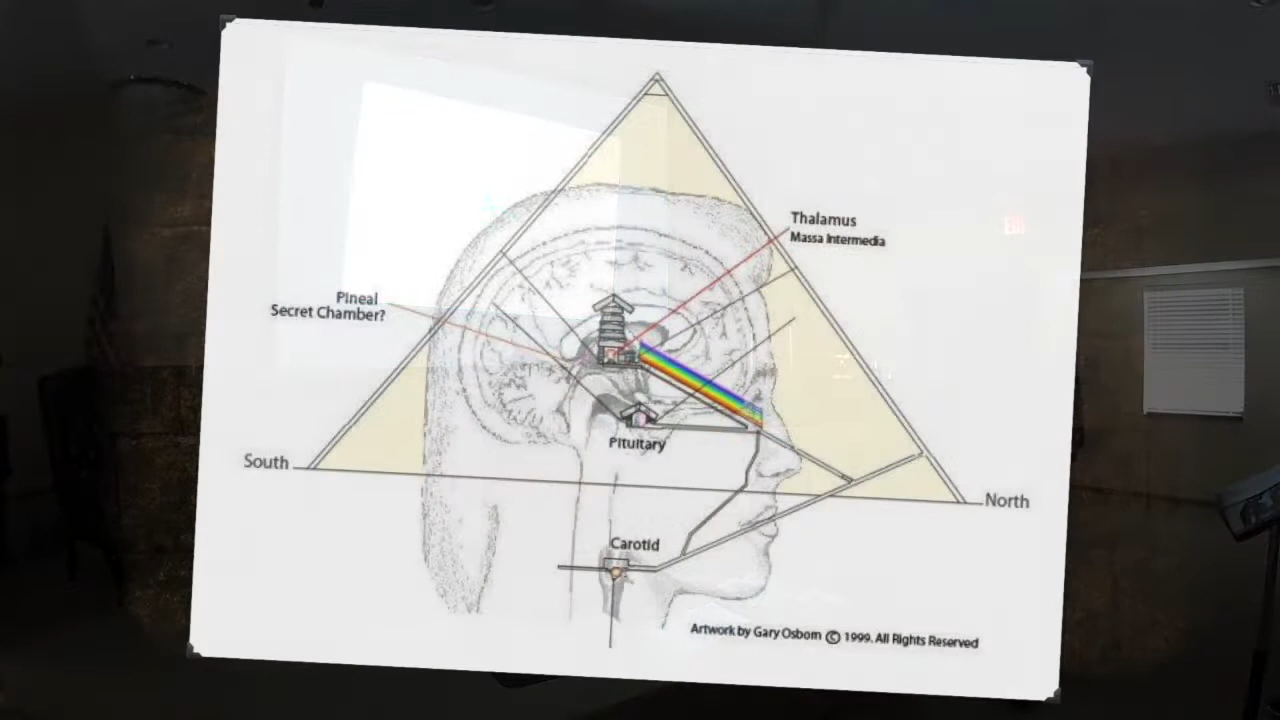 Thalamus
Massa Intermedia
Pineal
Secret Chamber?
Pituitary
South
North
Carotid
Artwork by Gary Osborn © 1999. All Rights Reserved